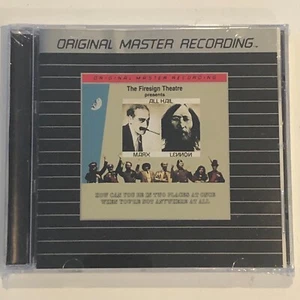 ORIGINAL MASTER RECORDING™
ORIGINAL MASTER RECORDING
The Firesign Theatre
presents
ALL HAIL
MARX LENNON
HOW CAN YOU BE IN TWO PLACES AT ONCE
WHEN YOU'RE NOT ANYWHERE AT ALL